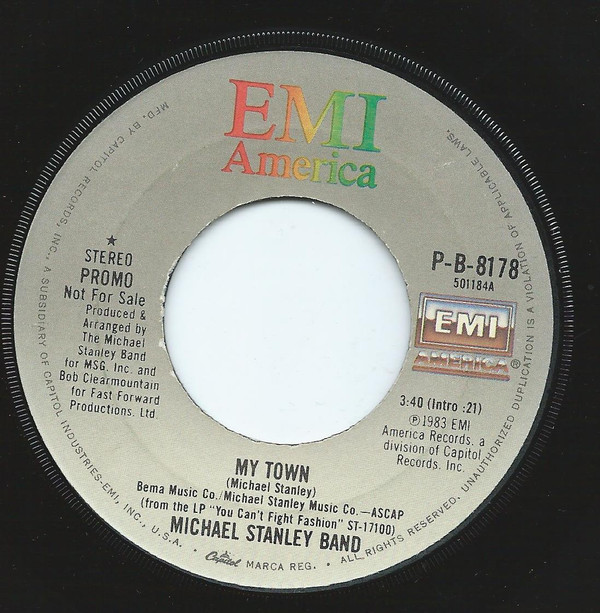 EMI
America
★
STEREO
PROMO
Not For Sale
Produced &
Arranged by
The Michael
Stanley Band
for MSG, Inc. and
Bob Clearmountain
for Fast Forward
Productions, Ltd.
P-B-8178
501184A
EMI
AMERICA®
3:40 (Intro :21)
Ⓟ1983 EMI
America Records, a
division of Capitol
Records, Inc.
MY TOWN
(Michael Stanley)
Bema Music Co./Michael Stanley Music Co.—ASCAP
(from the LP "You Can't Fight Fashion" ST-17100)
MICHAEL STANLEY BAND
MFD. BY CAPITOL RECORDS, INC., A SUBSIDIARY OF CAPITOL INDUSTRIES-EMI, INC., U.S.A. • Capitol MARCA REG. • ALL RIGHTS RESERVED. UNAUTHORIZED DUPLICATION IS A VIOLATION OF APPLICABLE LAWS.